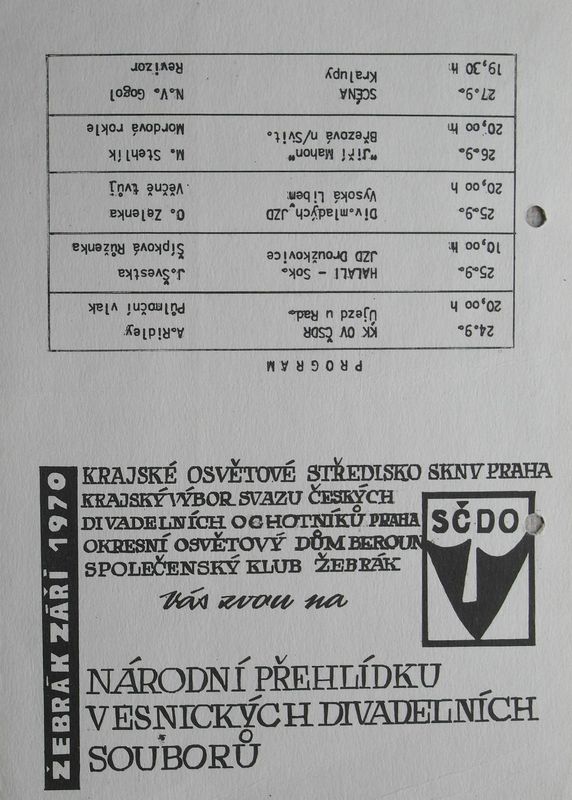 PROGRAM
24.9. KK OV ČSDR A.Ridley
20,00 h Újezd u Rad. Půlnoční vlak
25.9. HALALI - Sok. J.Švestka
10,00 h JZD Drouzkovice Šípková Růženka
25.9. Div.mladých JZD O. Zelenka
20,00 h Vysoká Libeň Věčně tvůj
26.9. "Jiří Mahon" M. Stehlík
20,00 h Březová n/Svit. Mordová rokle
27.9. SCÉNA N.V. Gogol
19,30 h Kralupy Revizor
ŽEBRÁK ZÁŘÍ 1970
KRAJSKÉ OSVĚTOVÉ STŘEDISKO SKNV PRAHA
KRAJSKÝ VÝBOR SVAZU ČESKÝCH
DIVADELNÍCH OCHOTNÍKŮ PRAHA
OKRESNÍ OSVĚTOVÝ DŮM BEROUN
SPOLEČENSKÝ KLUB ŽEBRÁK
SČDO
Vás zvou na
NÁRODNÍ PŘEHLÍDKU
VESNICKÝCH DIVADELNÍCH
SOUBORŮ